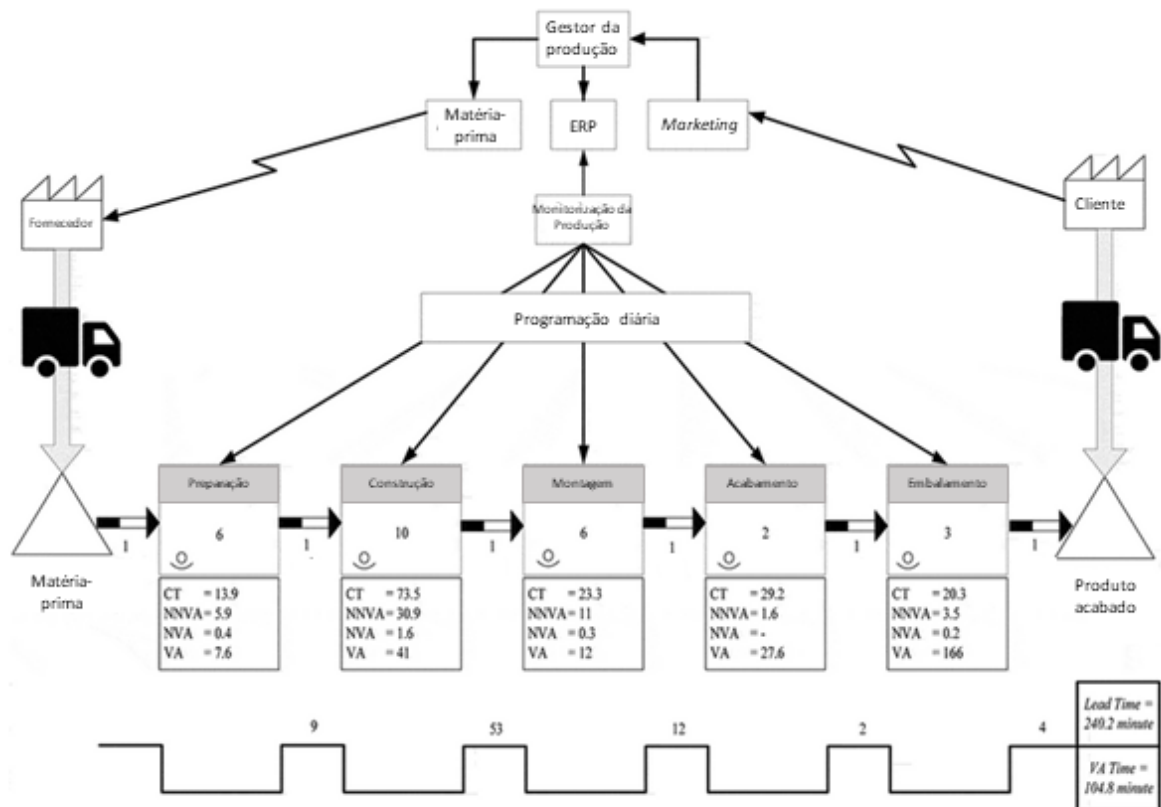 Gestor da
produção
Matéria-
prima
ERP
Marketing
Fornecedor
Monitorização da
Produção
Cliente
Programação diária
Preparação
Construção
Montagem
Acabamento
Embalamento
6
10
6
2
3
1
1
1
1
1
1
Matéria-
prima
CT = 13.9
NNVA = 5.9
NVA = 0.4
VA = 7.6
CT = 73.5
NNVA = 30.9
NVA = 1.6
VA = 41
CT = 23.3
NNVA = 11
NVA = 0.3
VA = 12
CT = 29.2
NNVA = 1.6
NVA = -
VA = 27.6
CT = 20.3
NNVA = 3.5
NVA = 0.2
VA = 166
Produto
acabado
9
53
12
2
4
Lead Time =
240.2 minute
VA Time =
104.8 minute